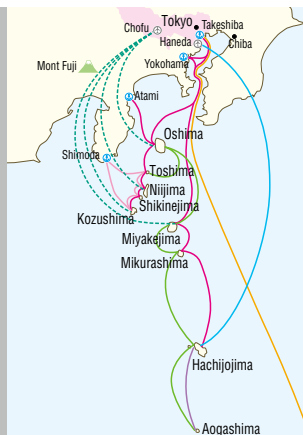 Tokyo
Chofu
Takeshiba
Haneda
Chiba
Yokohama
Mont Fuji
Atami
Oshima
Shimoda
Toshima
Niijima
Shikinejima
Kozushima
Miyakejima
Mikurashima
Hachijojima
Aogashima